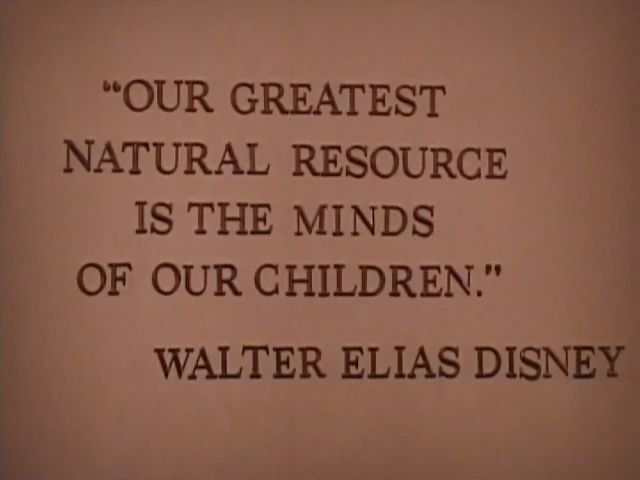 "OUR GREATEST
NATURAL RESOURCE
IS THE MINDS
OF OUR CHILDREN."
WALTER ELIAS DISNEY